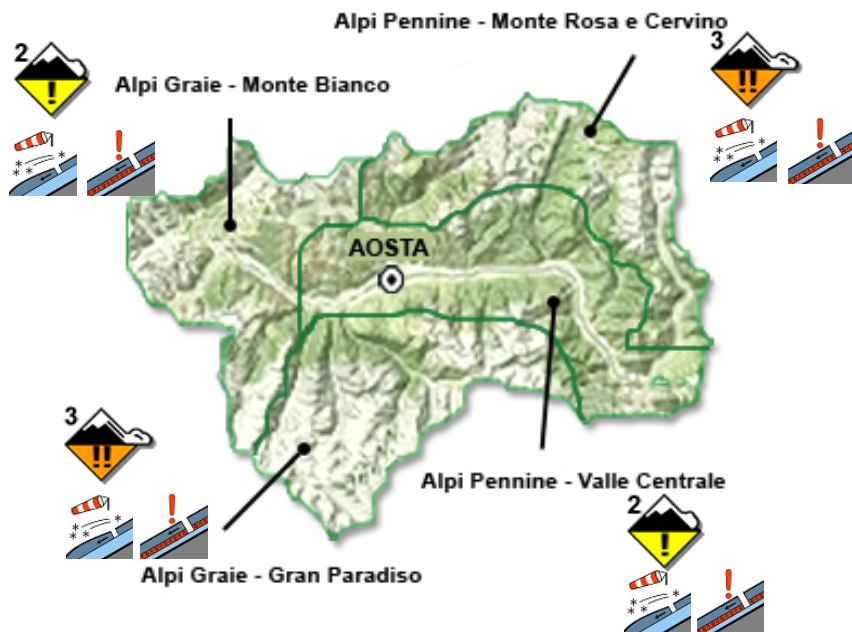 Alpi Pennine - Monte Rosa e Cervino
2
3
Alpi Graie - Monte Bianco
!
!!
AOSTA
3
!!
Alpi Pennine - Valle Centrale
2
!
Alpi Graie - Gran Paradiso